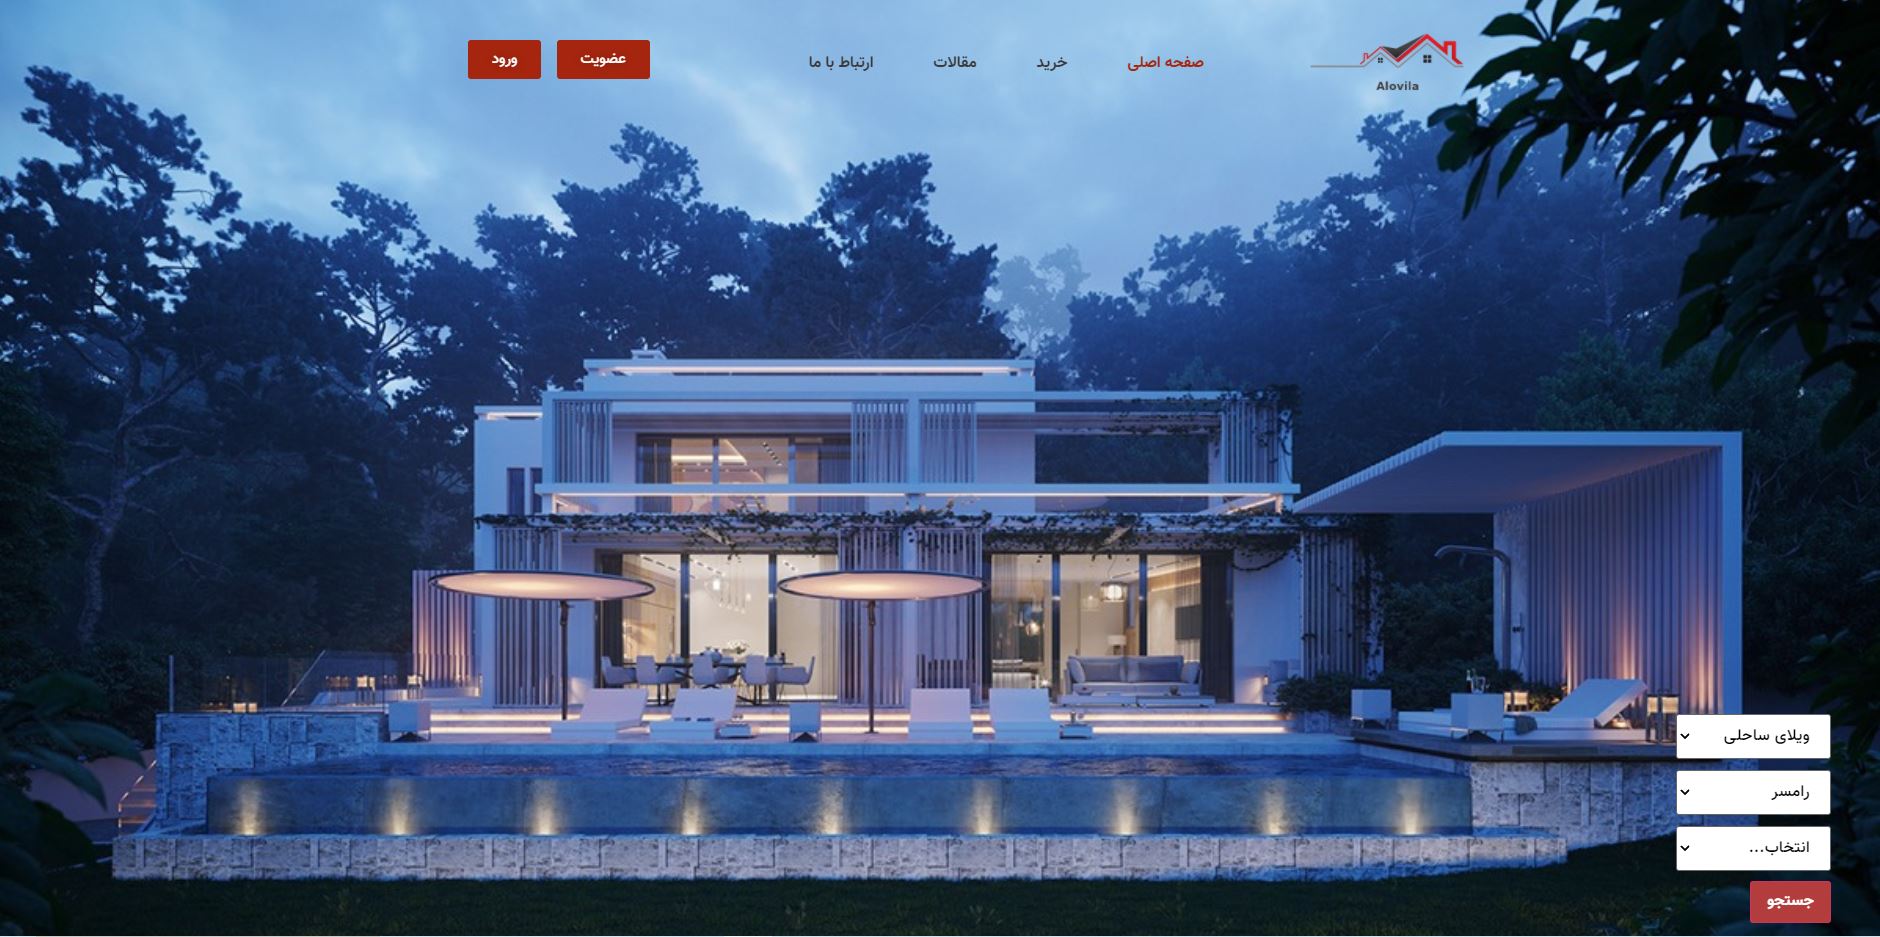 Alovila
صفحه اصلی
خرید
مقالات
ارتباط با ما
عضویت
ورود
ویلای ساحلی
رامسر
انتخاب...
جستجو